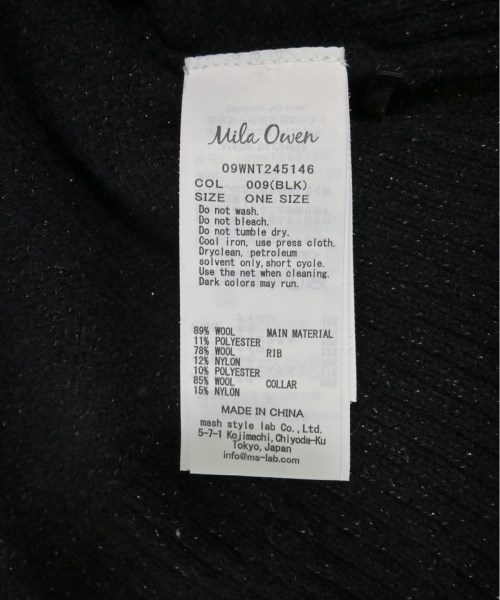 Mila Owen
09WNT245146
COL 009(BLK)
SIZE ONE SIZE
Do not wash.
Do not bleach.
Do not tumble dry.
Cool iron, use press cloth.
Dryclean, petroleum
solvent only,short cycle.
Use the net when cleaning.
Dark colors may run.
89% WOOL MAIN MATERIAL
11% POLYESTER
78% WOOL RIB
12% NYLON
10% POLYESTER
85% WOOL COLLAR
15% NYLON
MADE IN CHINA
mash style lab Co.,Ltd.
5-7-1 Kojimachi,Chiyoda-Ku
Tokyo,Japan
info@ms-lab.com